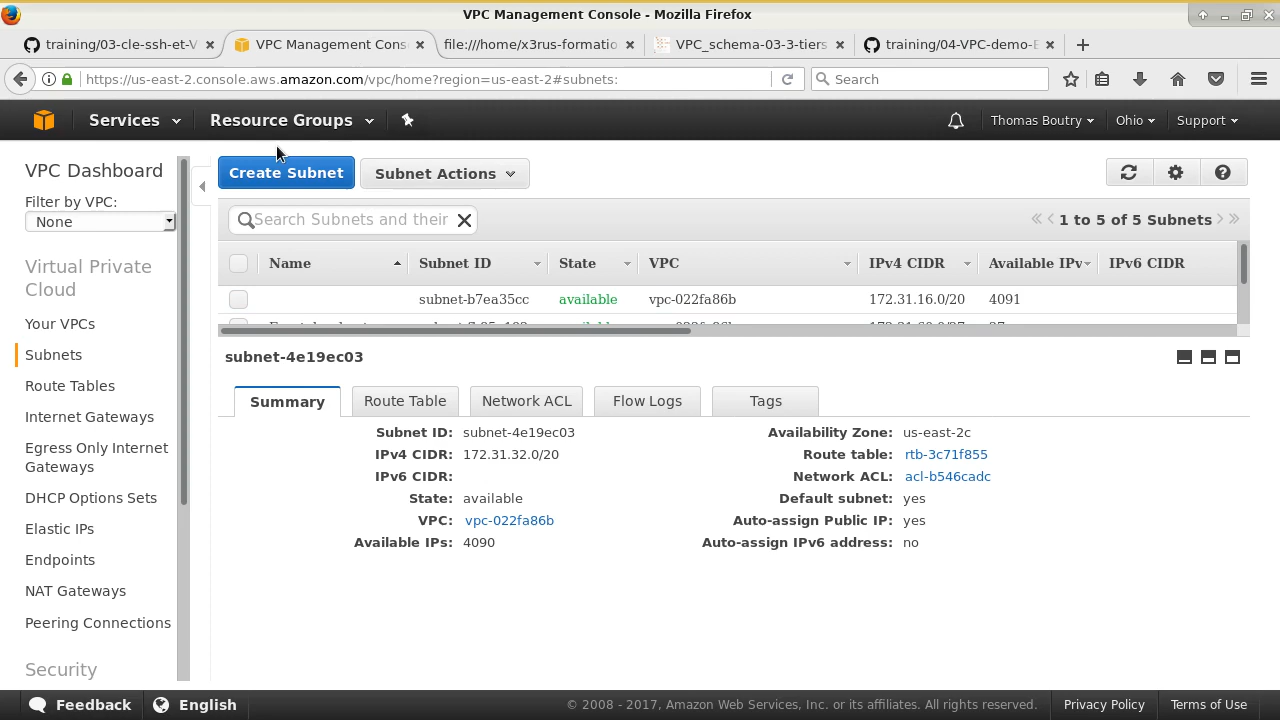 VPC Management Console - Mozilla Firefox
training/03-cle-ssh-et-V
VPC Management Cons
file:///home/x3rus-formatio
VPC_schema-03-3-tiers
training/04-VPC-demo-E
https://us-east-2.console.aws.amazon.com/vpc/home?region=us-east-2#subnets:
Search
Services
Resource Groups
Thomas Boutry
Ohio
Support
VPC Dashboard
Filter by VPC:
None
Virtual Private
Cloud
Your VPCs
Subnets
Route Tables
Internet Gateways
Egress Only Internet
Gateways
DHCP Options Sets
Elastic IPs
Endpoints
NAT Gateways
Peering Connections
Security
Create Subnet
Subnet Actions
Search Subnets and their
1 to 5 of 5 Subnets
Name Subnet ID State VPC IPv4 CIDR Available IPv IPv6 CIDR
subnet-b7ea35cc available vpc-022fa86b 172.31.16.0/20 4091
subnet-4e19ec03
Summary Route Table Network ACL Flow Logs Tags
Subnet ID: subnet-4e19ec03
IPv4 CIDR: 172.31.32.0/20
IPv6 CIDR:
State: available
VPC: vpc-022fa86b
Available IPs: 4090
Availability Zone: us-east-2c
Route table: rtb-3c71f855
Network ACL: acl-b546cadc
Default subnet: yes
Auto-assign Public IP: yes
Auto-assign IPv6 address: no
Feedback
English
© 2008 - 2017, Amazon Web Services, Inc. or its affiliates. All rights reserved.
Privacy Policy
Terms of Use